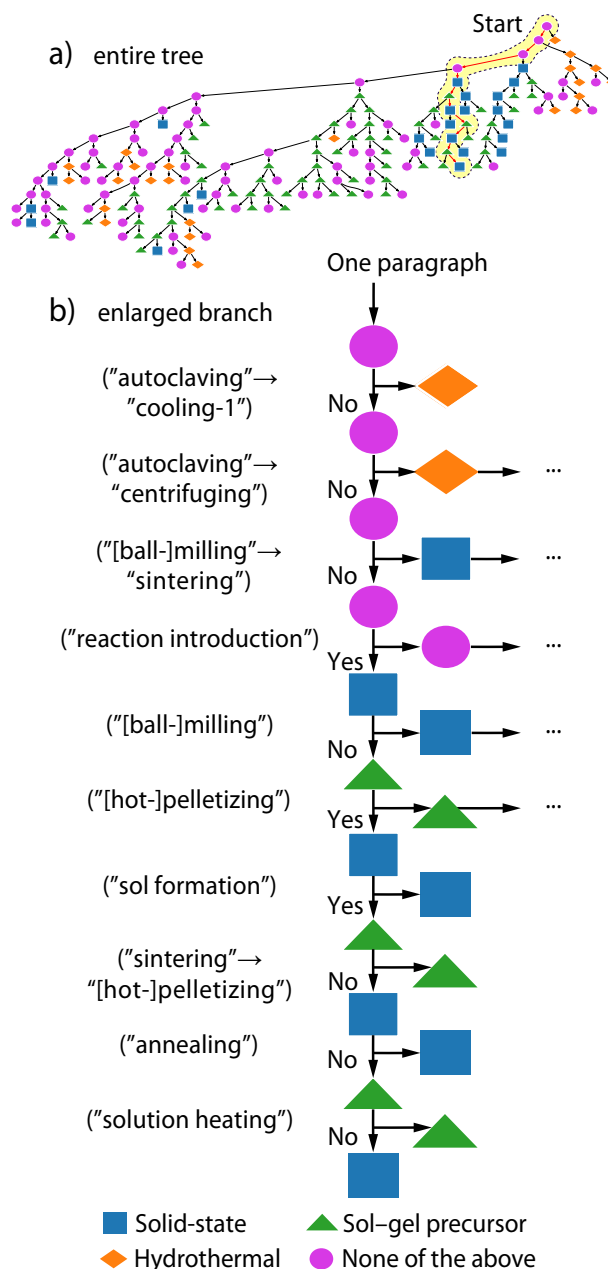 Start
a) entire tree
One paragraph
b) enlarged branch
("autoclaving"→
"cooling-1")
No
("autoclaving"→
“centrifuging”)
No
...
("[ball-]milling"→
“sintering”)
No
...
("reaction introduction")
Yes
...
("[ball-]milling")
No
...
("[hot-]pelletizing")
Yes
...
("sol formation")
Yes
("sintering"→
“[hot-]pelletizing")
No
("annealing")
No
("solution heating")
No
Solid-state
Sol–gel precursor
Hydrothermal
None of the above